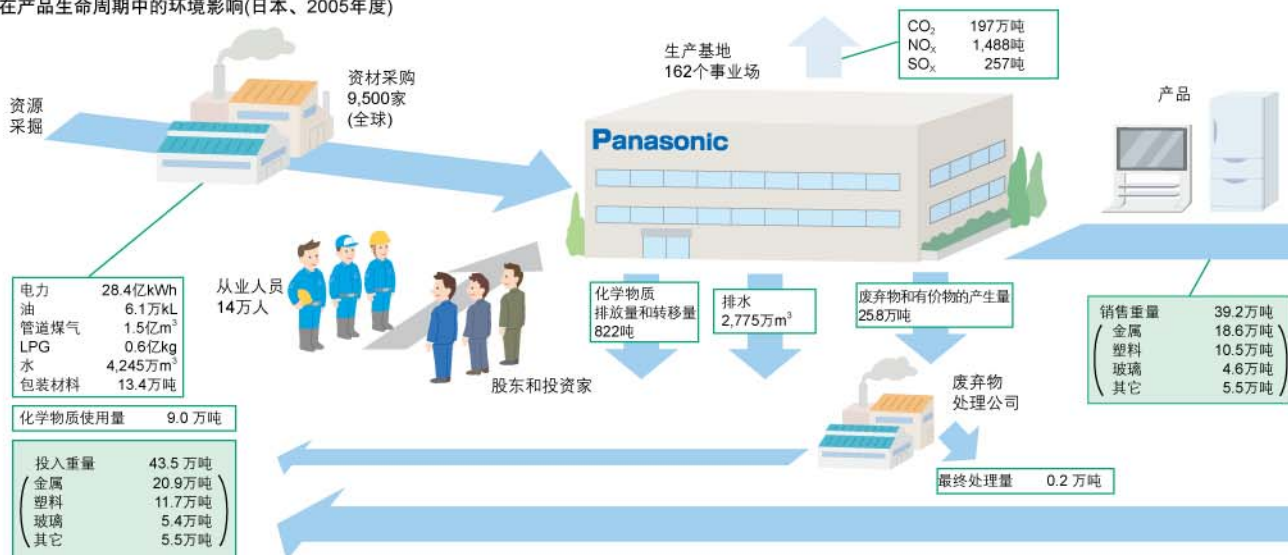 在产品生命周期中的环境影响(日本、2005年度)
资源
采掘
资材采购
9,500家
(全球)
生产基地
162个事业场
CO₂ 197万吨
NOx 1,488吨
SOx 257吨
产品
Panasonic
电力 28.4亿kWh
油 6.1万kL
管道煤气 1.5亿m³
LPG 0.6亿kg
水 4,245万m³
包装材料 13.4万吨
化学物质使用量 9.0 万吨
投入重量 43.5 万吨
金属 20.9万吨
塑料 11.7万吨
玻璃 5.4万吨
其它 5.5万吨
从业人员
14万人
股东和投资家
化学物质
排放量和转移量
822吨
排水
2,775万m³
废弃物和有价物的产生量
25.8万吨
废弃物
处理公司
最终处理量 0.2 万吨
销售重量 39.2万吨
金属 18.6万吨
塑料 10.5万吨
玻璃 4.6万吨
其它 5.5万吨